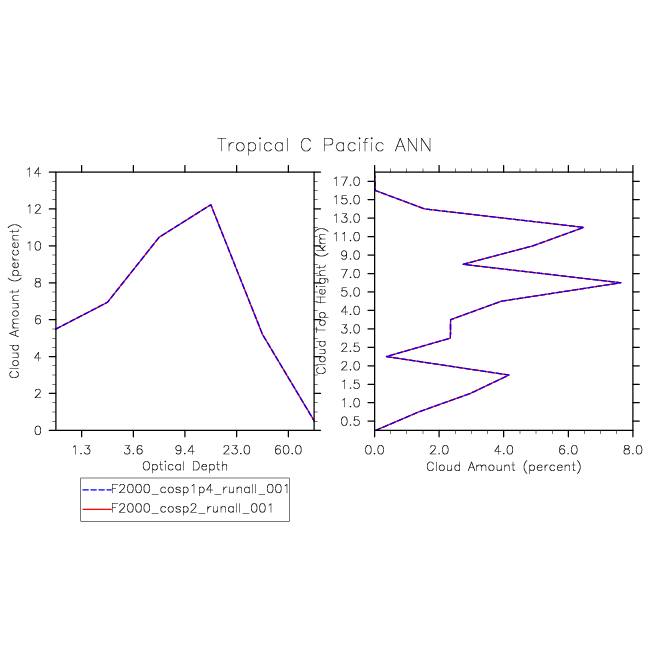 Tropical C Pacific ANN
14
12
10
8
6
4
2
0
Cloud Amount (percent)
1.3 3.6 9.4 23.0 60.0
Optical Depth
17.0
15.0
13.0
11.0
9.0
7.0
5.0
4.0
3.0
2.5
2.0
1.5
1.0
0.5
Cloud Top Height (km)
0.0 2.0 4.0 6.0 8.0
Cloud Amount (percent)
F2000_cosp1p4_runall_001
F2000_cosp2_runall_001